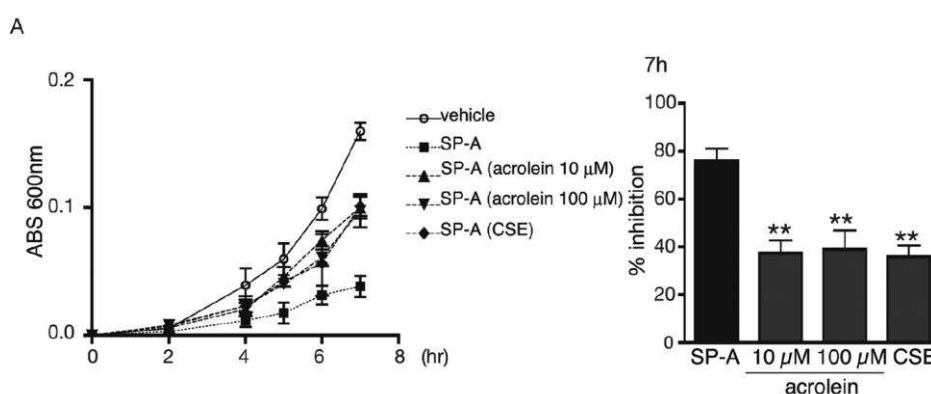 A
7h
0.2
0.1
0.0
ABS 600nm
0 2 4 6 8
(hr)
vehicle
SP-A
SP-A (acrolein 10 μM)
SP-A (acrolein 100 μM)
SP-A (CSE)
100
80
60
40
20
0
% inhibition
** ** **
SP-A 10 μM 100 μM CSE
acrolein